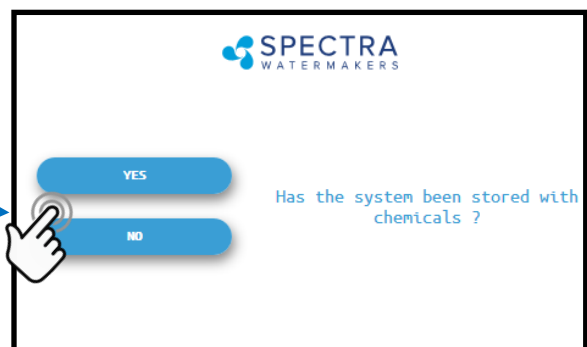 SPECTRA
WATERMAKERS
YES
NO
Has the system been stored with
chemicals ?